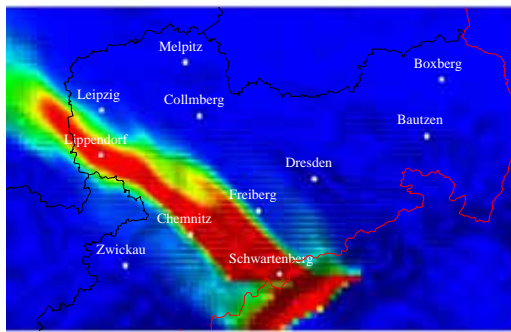 Melpitz
Boxberg
Leipzig
Collmberg
Bautzen
Lippendorf
Dresden
Freiberg
Chemnitz
Zwickau
Schwartenberg